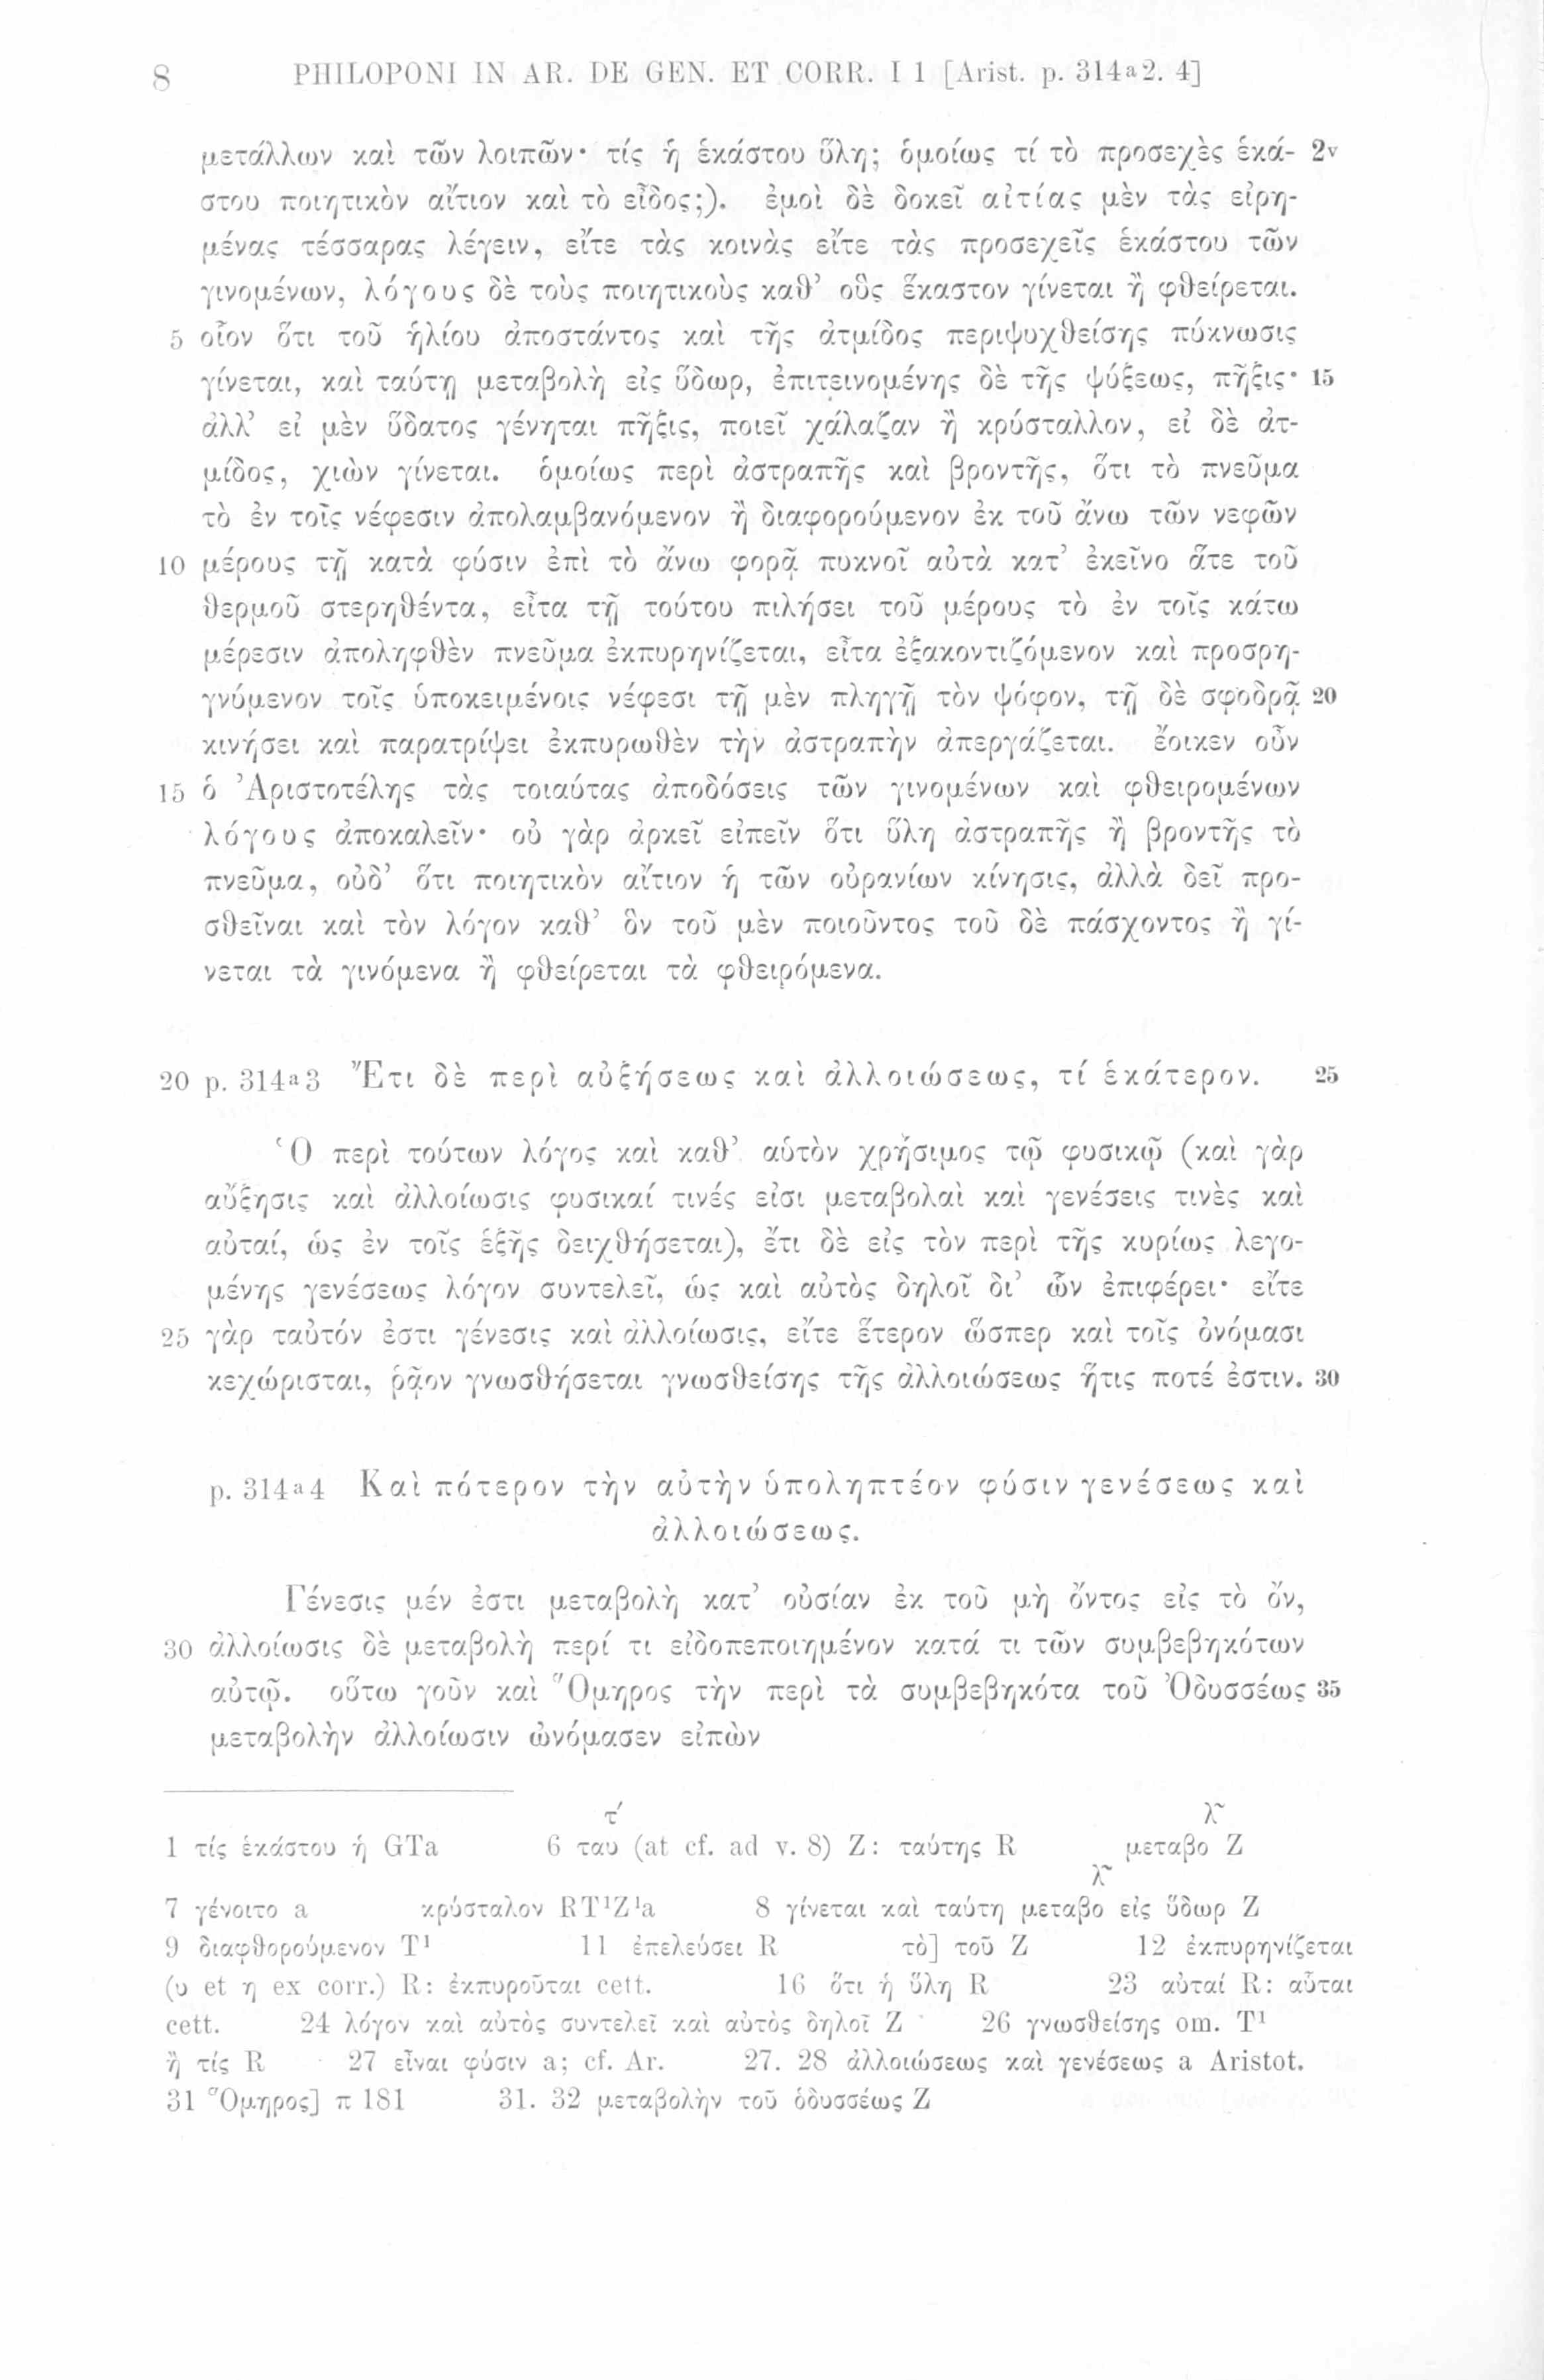 8 PHILOPONI IN AR. DE GEN. ET CORR. I 1 [Arist. p. 314a2. 4]
μετάλλων καὶ τῶν λοιπῶν· τίς ἡ ἑκάστου ὕλη; ὁμοίως τί τὸ προσεχὲς ἑκά- 2v
στου ποιητικὸν αἴτιον καὶ τὸ εἶδος;). ἐμοὶ δὲ δοκεῖ αἰτίας μὲν τὰς εἰρη-
μένας τέσσαρας λέγειν, εἴτε τὰς κοινὰς εἴτε τὰς προσεχεῖς ἑκάστου τῶν
γινομένων, λόγους δὲ τοὺς ποιητικοὺς καθ’ οὓς ἕκαστον γίνεται ἢ φθείρεται.
5 οἷον ὅτι τοῦ ἡλίου ἀποστάντος καὶ τῆς ἀτμίδος περιψυχθείσης πύκνωσις
γίνεται, καὶ ταύτῃ μεταβολὴ εἰς ὕδωρ, ἐπιτεινομένης δὲ τῆς ψύξεως, πῆξις· 15
ἀλλ’ εἰ μὲν ὕδατος γένηται πῆξις, ποιεῖ χάλαζαν ἢ κρύσταλλον, εἰ δὲ ἀτ-
μίδος, χιὼν γίνεται. ὁμοίως περὶ ἀστραπῆς καὶ βροντῆς, ὅτι τὸ πνεῦμα
τὸ ἐν τοῖς νέφεσιν ἀπολαμβανόμενον ἢ διαφορούμενον ἐκ τοῦ ἄνω τῶν νεφῶν
10 μέρους τῇ κατὰ φύσιν ἐπὶ τὸ ἄνω φορᾷ πυκνοῖ αὐτὰ κατ’ ἐκεῖνο ἅτε τοῦ
θερμοῦ στερηθέντα, εἶτα τῇ τούτου πιλήσει τοῦ μέρους τὸ ἐν τοῖς κάτω
μέρεσιν ἀποληφθὲν πνεῦμα ἐκπυρηνίζεται, εἶτα ἐξακοντιζόμενον καὶ προσρη-
γνύμενον τοῖς ὑποκειμένοις νέφεσι τῇ μὲν πληγῇ τὸν ψόφον, τῇ δὲ σφοδρᾷ 20
κινήσει καὶ παρατρίψει ἐκπυρωθὲν τὴν ἀστραπὴν ἀπεργάζεται. ἔοικεν οὖν
15 ὁ Ἀριστοτέλης τὰς τοιαύτας ἀποδόσεις τῶν γινομένων καὶ φθειρομένων
λόγους ἀποκαλεῖν· οὐ γὰρ ἀρκεῖ εἰπεῖν ὅτι ὕλη ἀστραπῆς ἢ βροντῆς τὸ
πνεῦμα, οὐδ’ ὅτι ποιητικὸν αἴτιον ἡ τῶν οὐρανίων κίνησις, ἀλλὰ δεῖ προ-
σθεῖναι καὶ τὸν λόγον καθ’ ὃν τοῦ μὲν ποιοῦντος τοῦ δὲ πάσχοντος ἢ γί-
νεται τὰ γινόμενα ἢ φθείρεται τὰ φθειρόμενα.
20 p. 314a3 Ἔτι δὲ περὶ αὐξήσεως καὶ ἀλλοιώσεως, τί ἑκάτερον. 25
Ὁ περὶ τούτων λόγος καὶ καθ’ αὑτὸν χρήσιμος τῷ φυσικῷ (καὶ γὰρ
αὔξησις καὶ ἀλλοίωσις φυσικαί τινές εἰσι μεταβολαὶ καὶ γενέσεις τινὲς καὶ
αὐταί, ὡς ἐν τοῖς ἑξῆς δειχθήσεται), ἔτι δὲ εἰς τὸν περὶ τῆς κυρίως λεγο-
μένης γενέσεως λόγον συντελεῖ, ὡς καὶ αὐτὸς δηλοῖ δι’ ὧν ἐπιφέρει· εἴτε
25 γὰρ ταὐτόν ἐστι γένεσις καὶ ἀλλοίωσις, εἴτε ἕτερον ὥσπερ καὶ τοῖς ὀνόμασι
κεχώρισται, ῥᾷον γνωσθήσεται γνωσθείσης τῆς ἀλλοιώσεως ἥτις ποτέ ἐστιν. 30
p. 314a4 Καὶ πότερον τὴν αὐτὴν ὑποληπτέον φύσιν γενέσεως καὶ
ἀλλοιώσεως.
Γένεσις μέν ἐστι μεταβολὴ κατ’ οὐσίαν ἐκ τοῦ μὴ ὄντος εἰς τὸ ὄν,
30 ἀλλοίωσις δὲ μεταβολὴ περί τι εἰδοπεποιημένον κατά τι τῶν συμβεβηκότων
αὐτῷ. οὕτω γοῦν καὶ Ὅμηρος τὴν περὶ τὰ συμβεβηκότα τοῦ Ὀδυσσέως 35
μεταβολὴν ἀλλοίωσιν ὠνόμασεν εἰπὼν
1 τίς ἑκάστου ἡ GTa 6 ταυτ́ (at cf. ad v. 8) Z: ταύτης R μεταβολ͂ Z
7 γένοιτο a κρύσταλον RT¹Z¹a 8 γίνεται καὶ ταύτη μεταβολ͂ εἰς ὕδωρ Z
9 διαφθορούμενον T¹ 11 ἐπελεύσει R τὸ] τοῦ Z 12 ἐκπυρηνίζεται
(υ et η ex corr.) R: ἐκπυροῦται cett. 16 ὅτι ἡ ὕλη R 23 αὐταί R: αὗται
cett. 24 λόγον καὶ αὐτὸς συντελεῖ καὶ αὐτὸς δηλοῖ Z 26 γνωσθείσης om. T¹
ἢ τίς R 27 εἶναι φύσιν a; cf. Ar. 27. 28 ἀλλοιώσεως καὶ γενέσεως a Aristot.
31 Ὅμηρος] π 181 31. 32 μεταβολὴν τοῦ ὀδυσσέως Z